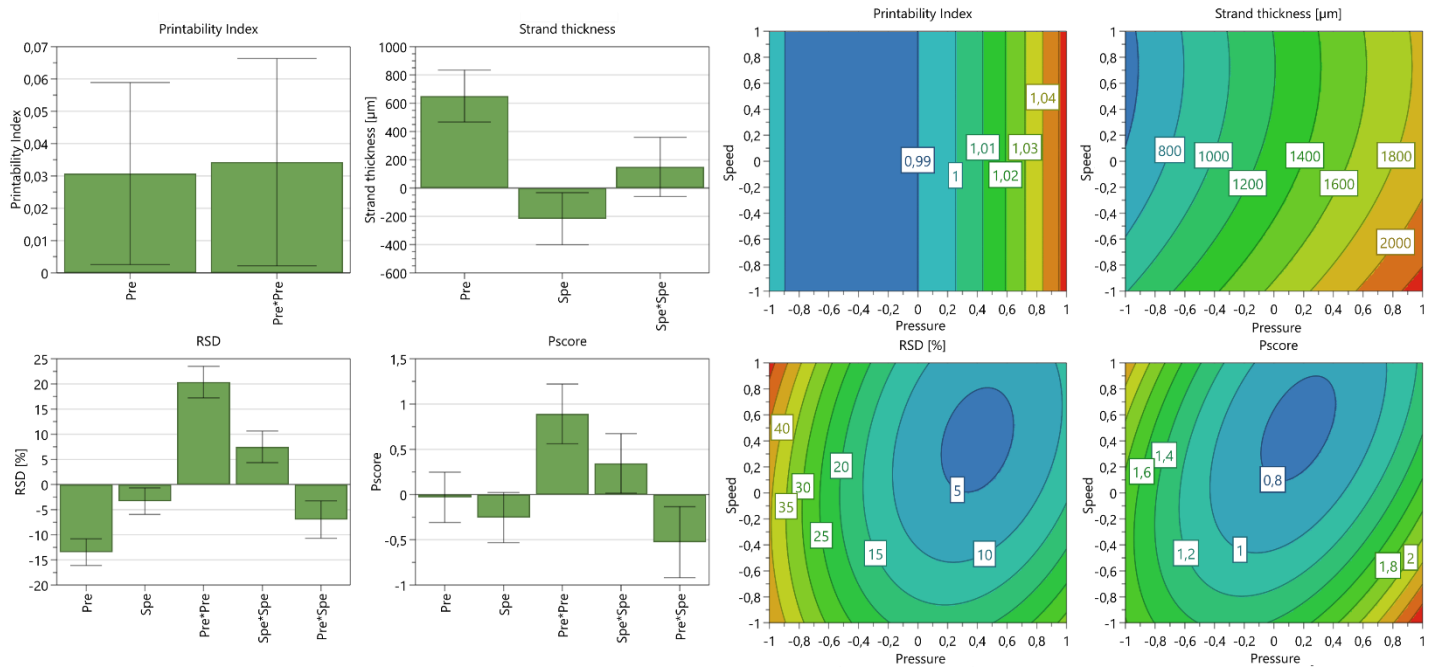 Printability Index
0,07
0,06
0,05
0,04
0,03
0,02
0,01
0
Printability Index
Pre
Pre*Pre
Strand thickness
1000
800
600
400
200
0
-200
-400
-600
Strand thickness [µm]
Pre
Spe
Spe*Spe
Printability Index
1
0,8
0,6
0,4
0,2
0
-0,2
-0,4
-0,6
-0,8
-1
Speed
0,99
1
1,01
1,02
1,03
1,04
-1 -0,8 -0,6 -0,4 -0,2 0 0,2 0,4 0,6 0,8 1
Pressure
Strand thickness [µm]
1
0,8
0,6
0,4
0,2
0
-0,2
-0,4
-0,6
-0,8
-1
Speed
800
1000
1200
1400
1600
1800
2000
-1 -0,8 -0,6 -0,4 -0,2 0 0,2 0,4 0,6 0,8 1
Pressure
RSD
25
20
15
10
5
0
-5
-10
-15
-20
RSD [%]
Pre
Spe
Pre*Pre
Spe*Spe
Pre*Spe
Pscore
1,5
1
0,5
0
0,5
-1
Pscore
Pre
Spe
Pre*Pre
Spe*Spe
Pre*Spe
RSD [%]
1
0,8
0,6
0,4
0,2
0
-0,2
-0,4
-0,6
-0,8
-1
Speed
40
35
30
25
20
15
10
5
-1 -0,8 -0,6 -0,4 -0,2 0 0,2 0,4 0,6 0,8 1
Pressure
Pscore
1
0,8
0,6
0,4
0,2
0
-0,2
-0,4
-0,6
-0,8
-1
Speed
1,6
1,4
1,2
1
0,8
1,8
2
-1 -0,8 -0,6 -0,4 -0,2 0 0,2 0,4 0,6 0,8 1
Pressure